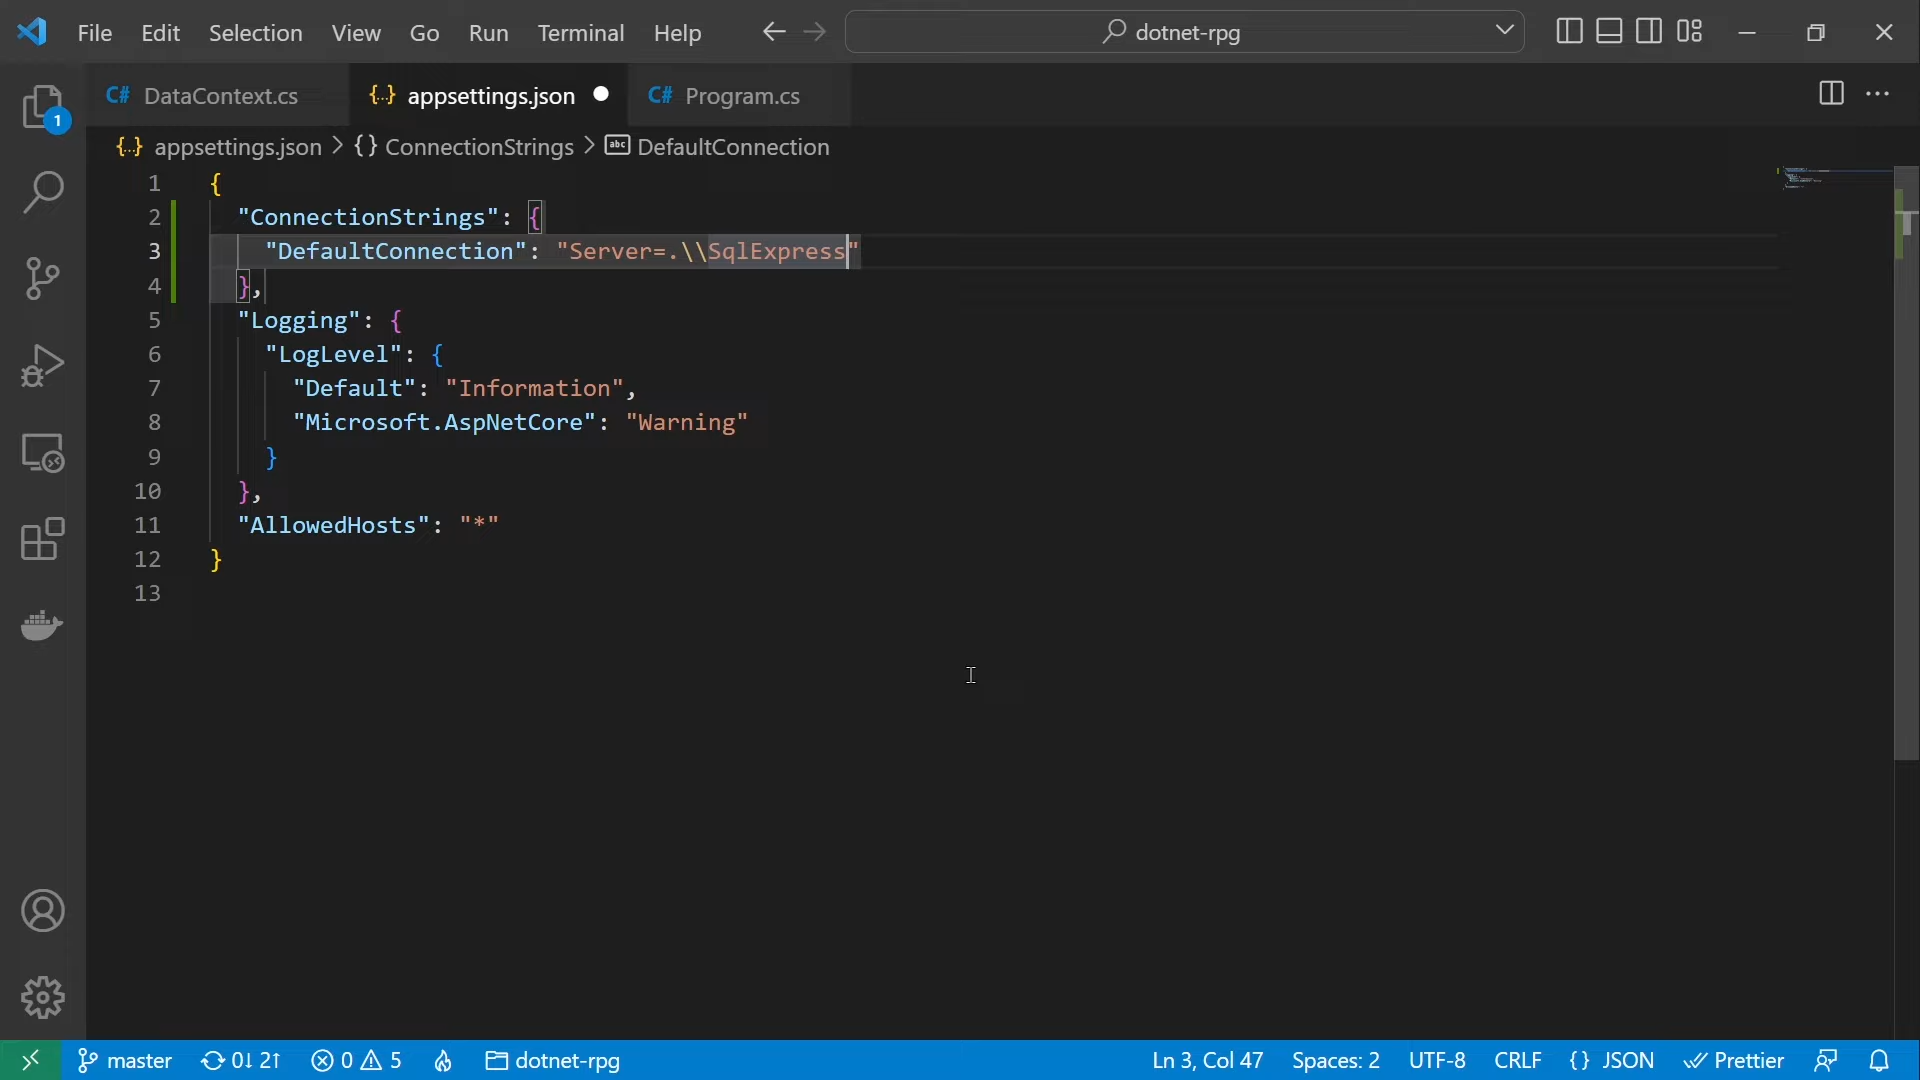 File Edit Selection View Go Run Terminal Help dotnet-rpg
C# DataContext.cs {..} appsettings.json C# Program.cs
1
{..} appsettings.json > {} ConnectionStrings > abc DefaultConnection
1 {
2 "ConnectionStrings": {
3 "DefaultConnection": "Server=.\\SqlExpress"
4 },
5 "Logging": {
6 "LogLevel": {
7 "Default": "Information",
8 "Microsoft.AspNetCore": "Warning"
9 }
10 },
11 "AllowedHosts": "*"
12 }
13
master 0↓ 2↑ 0 5 dotnet-rpg Ln 3, Col 47 Spaces: 2 UTF-8 CRLF {} JSON Prettier